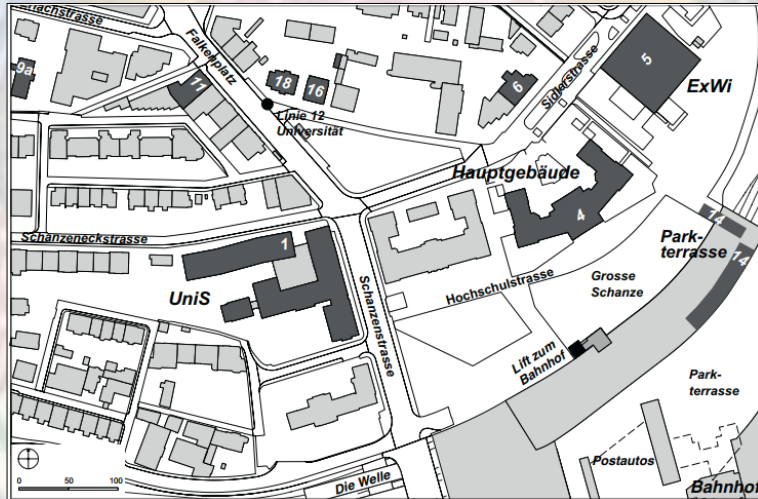 9a
Falkenplatz
11
18
16
Linie 12
Universität
6
Sidlerstrasse
5
ExWi
Hauptgebäude
4
14
Park-
terrasse
14
Schanzeneckstrasse
1
UniS
Schanzenstrasse
Hochschulstrasse
Grosse
Schanze
Lift zum
Bahnhof
Park-
terrasse
Postautos
Die Welle
Bahnhof
0 50 100